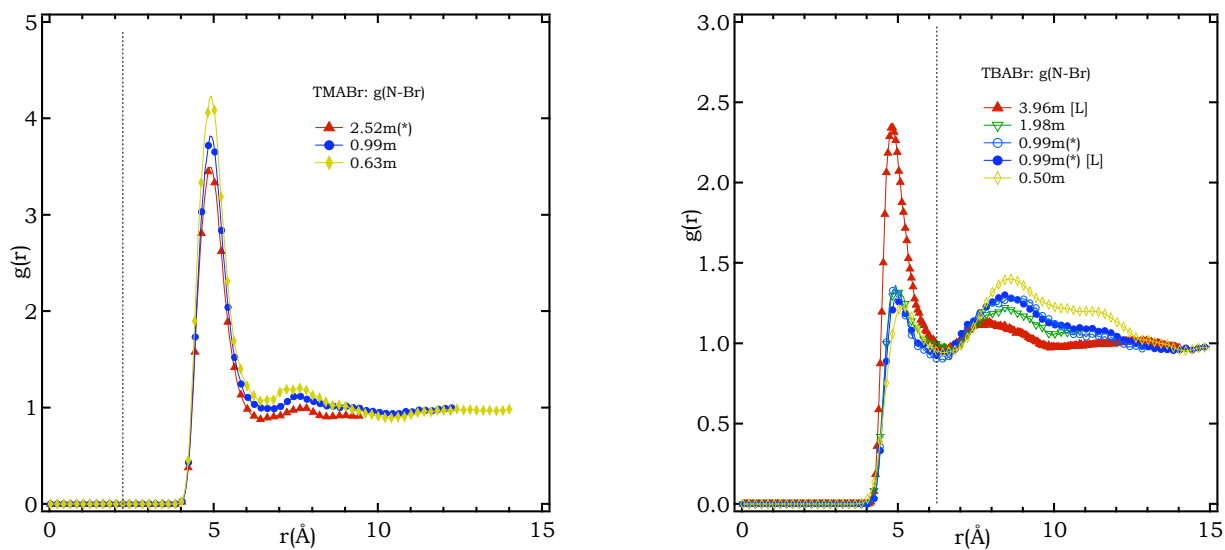 5
4
3
2
1
0
g(r)
TMABr: g(N-Br)
2.52m(*)
0.99m
0.63m
0
5
10
15
r(Å)
3.0
2.5
2.0
1.5
1.0
0.5
0.0
g(r)
TBABr: g(N-Br)
3.96m [L]
1.98m
0.99m(*)
0.99m(*) [L]
0.50m
0
5
10
15
r(Å)